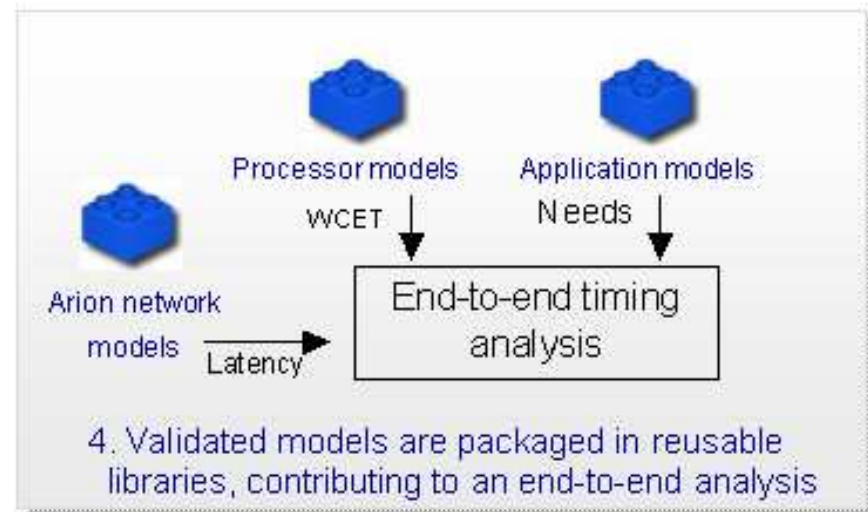 Processor models
Application models
WCET
Needs
Arion network
models
Latency
End-to-end timing
analysis
4. Validated models are packaged in reusable
libraries, contributing to an end-to-end analysis